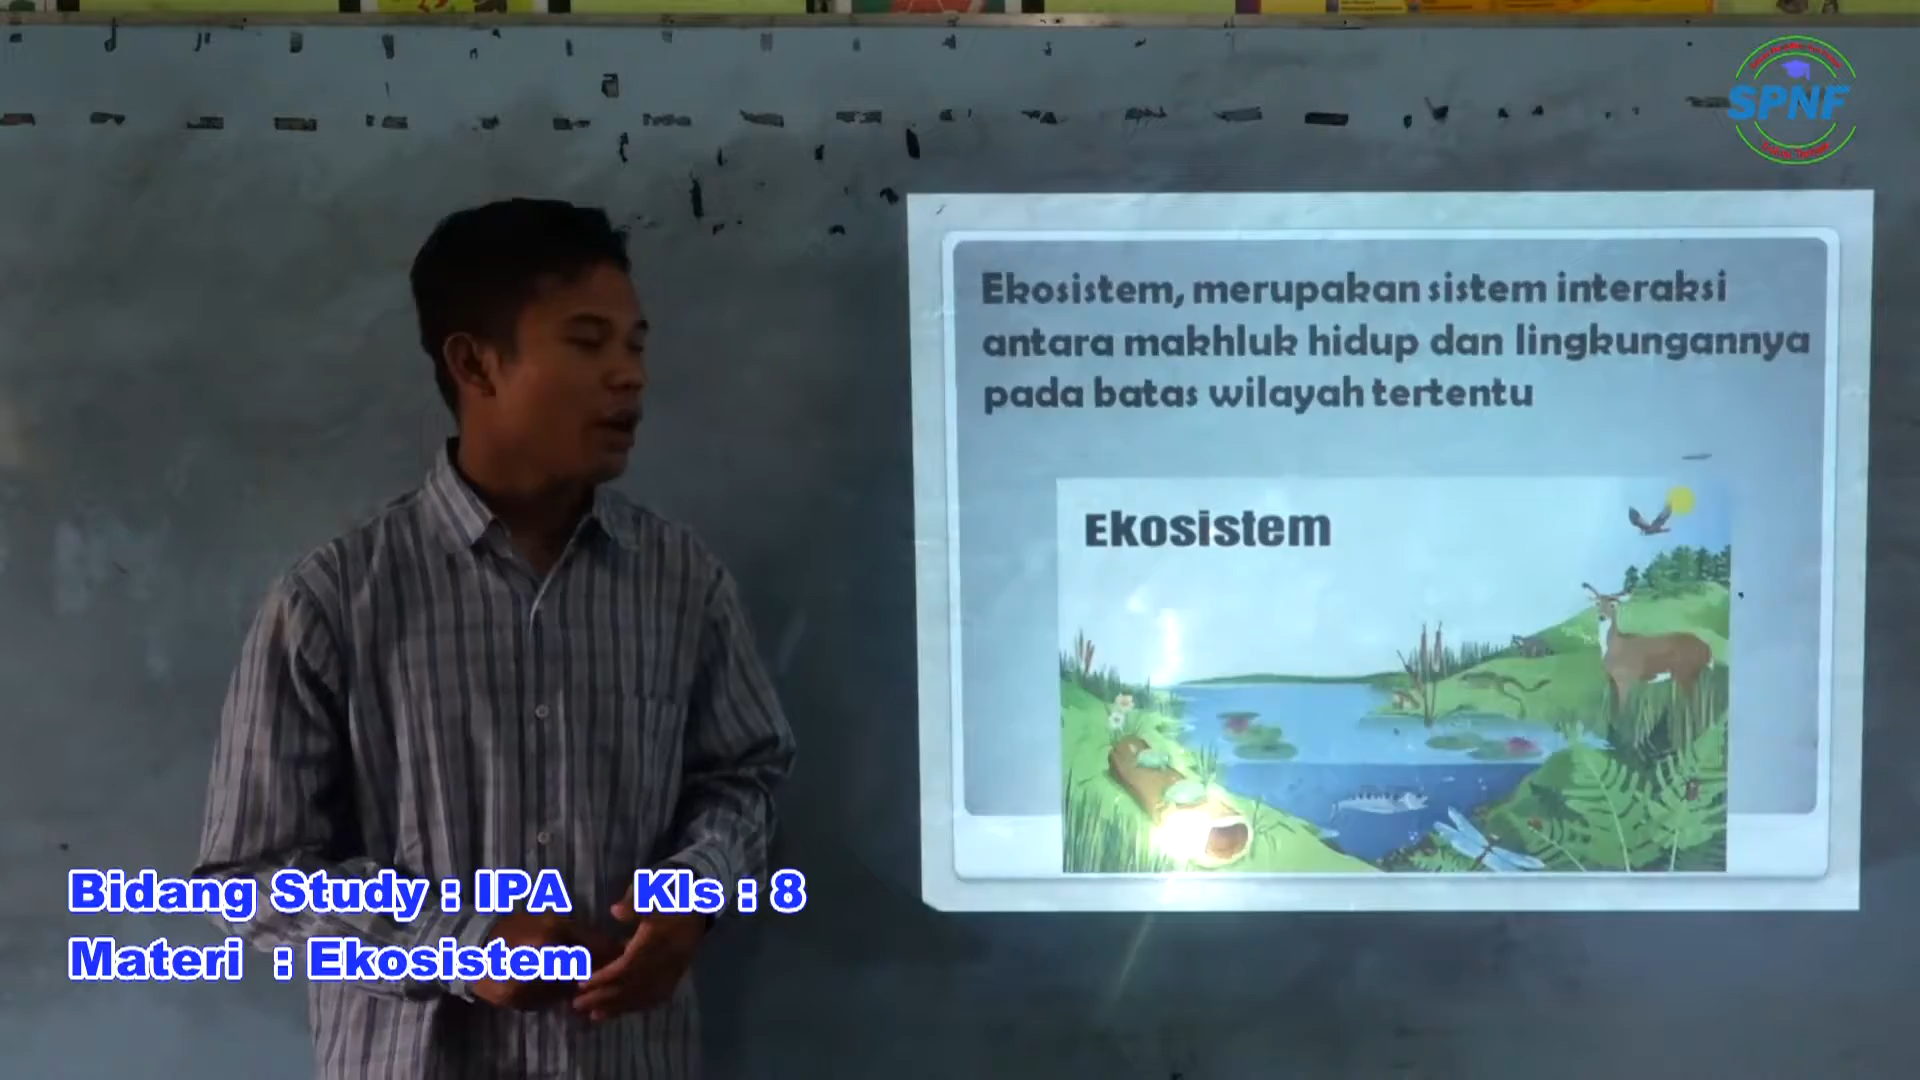 SPNF
Ekosistem, merupakan sistem interaksi
antara makhluk hidup dan lingkungannya
pada batas wilayah tertentu
Ekosistem
Bidang Study : IPA Kls : 8
Materi : Ekosistem